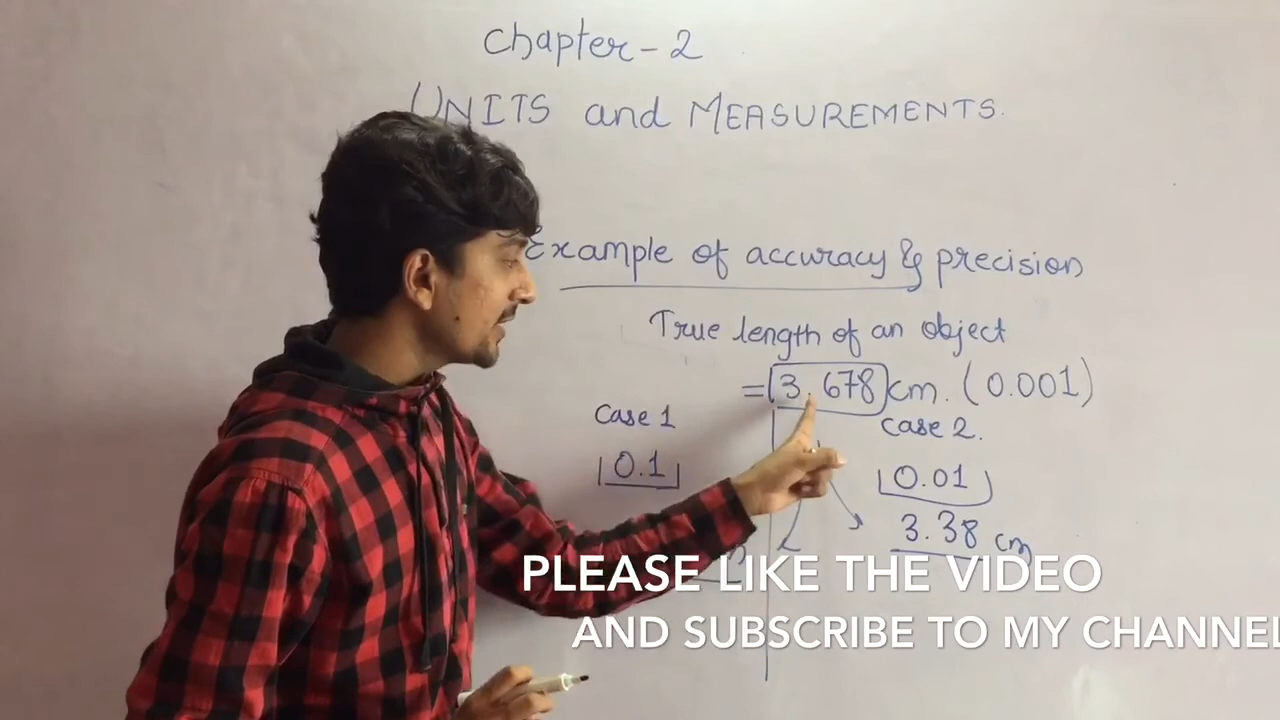 Chapter - 2
UNITS and MEASUREMENTS.
Example of accuracy & precision
True length of an object
= 3.678 cm. (0.001)
Case 1
Case 2.
0.1
0.01
3.38 cm
PLEASE LIKE THE VIDEO
AND SUBSCRIBE TO MY CHANNEL